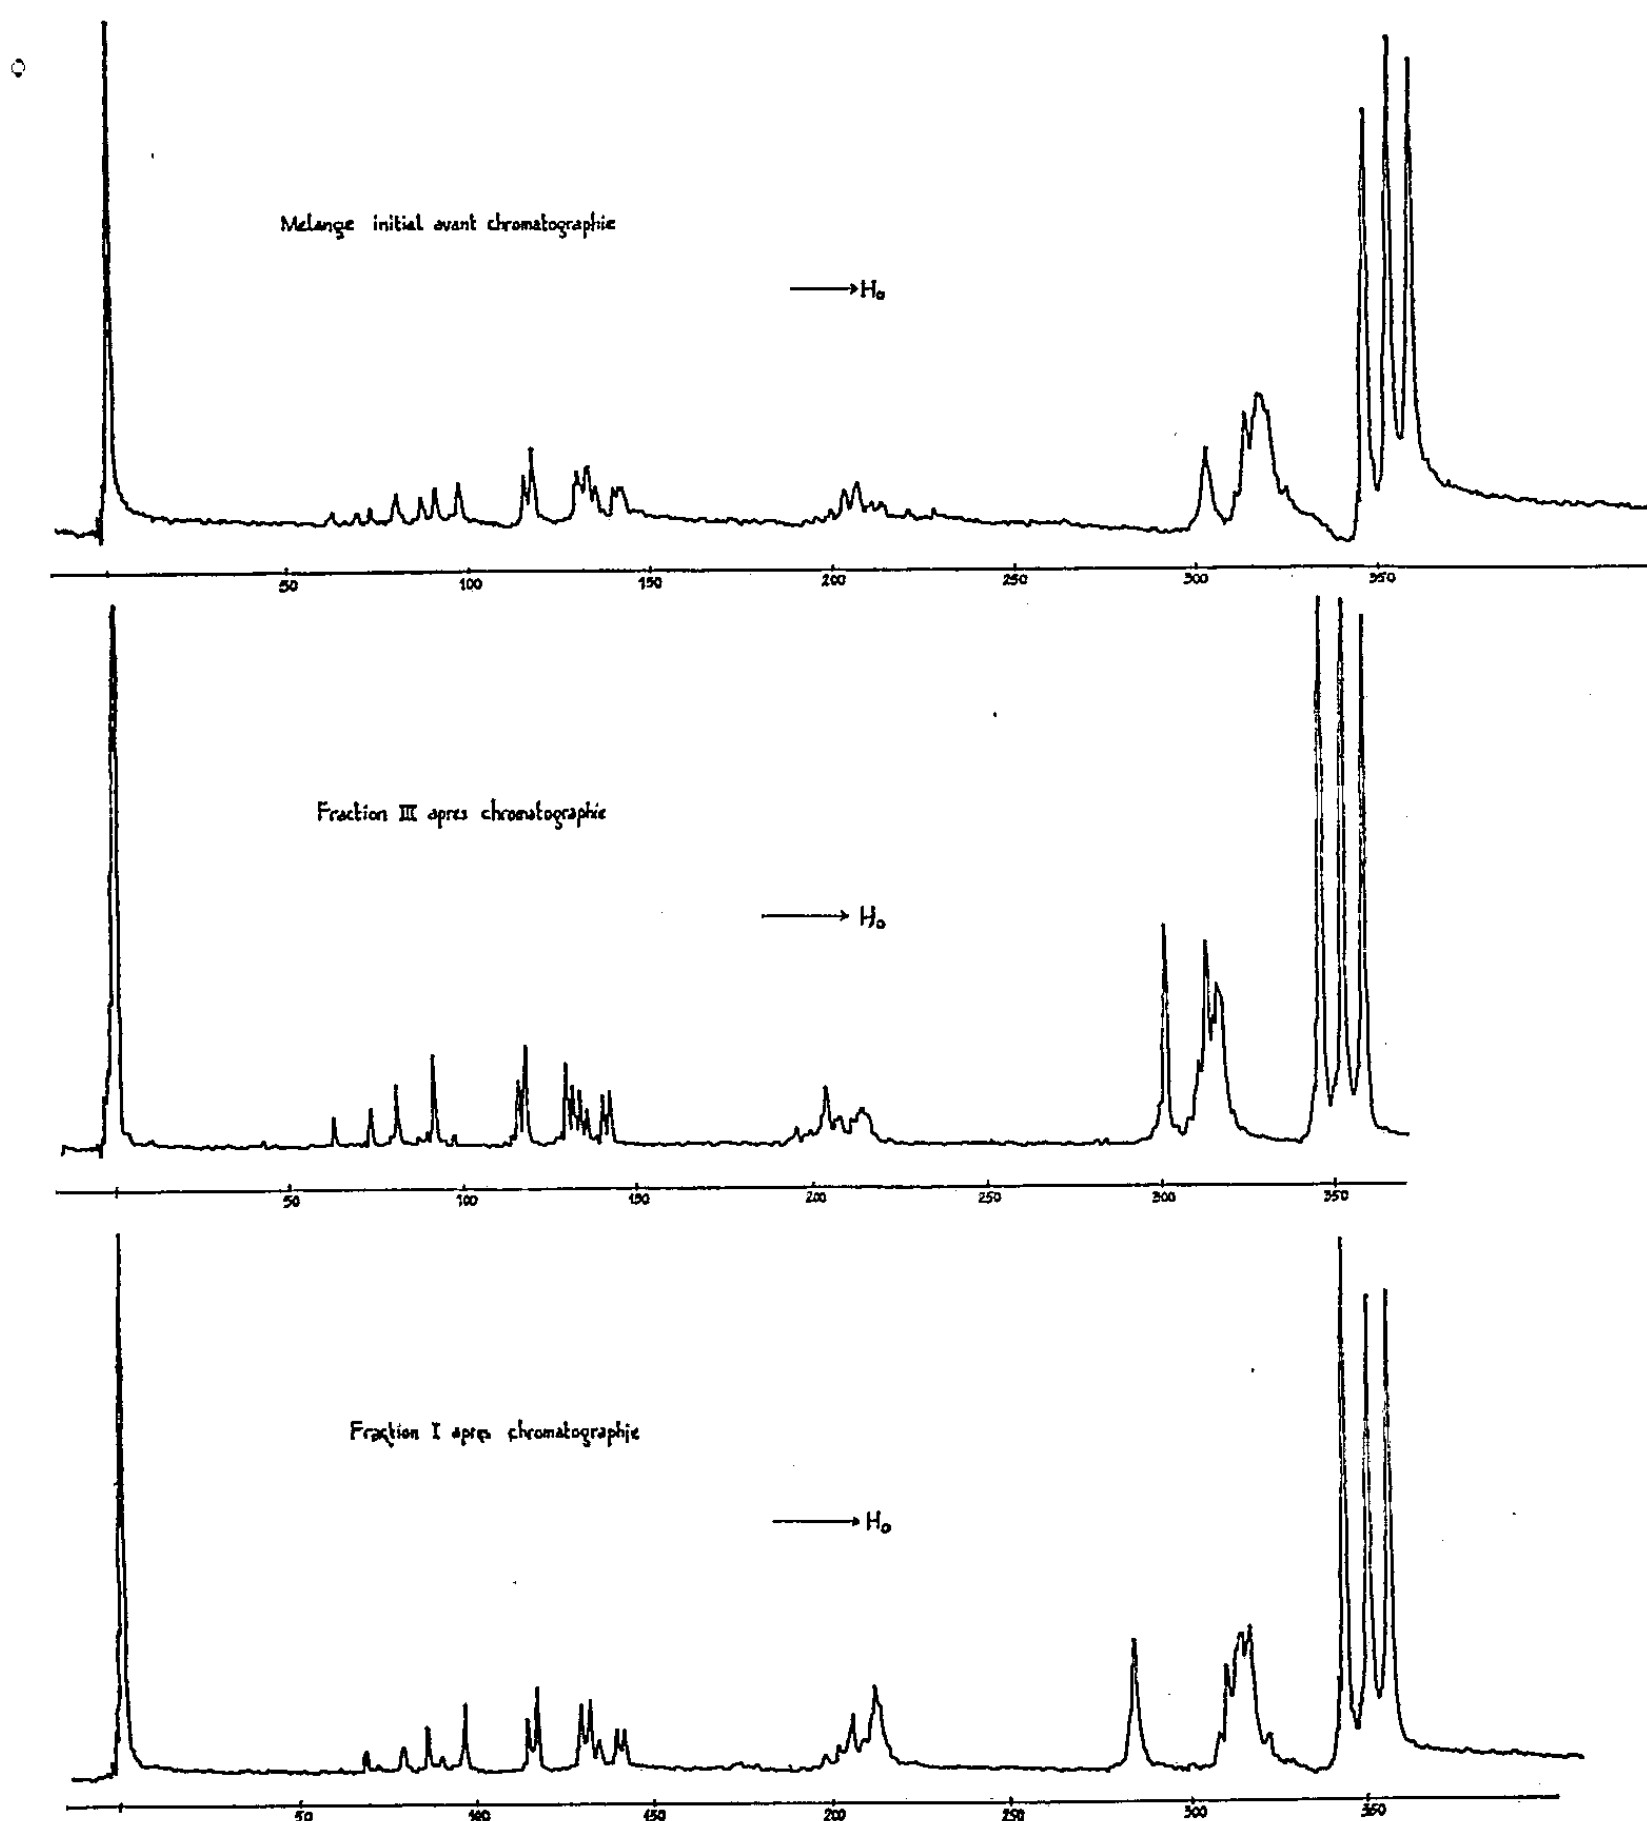 Melange initial avant chromatographie
→ H₀
50 100 150 200 250 300 350
Fraction III apres chromatographie
→ H₀
50 100 150 200 250 300 350
Fraction I apres chromatographie
→ H₀
50 100 150 200 250 300 350